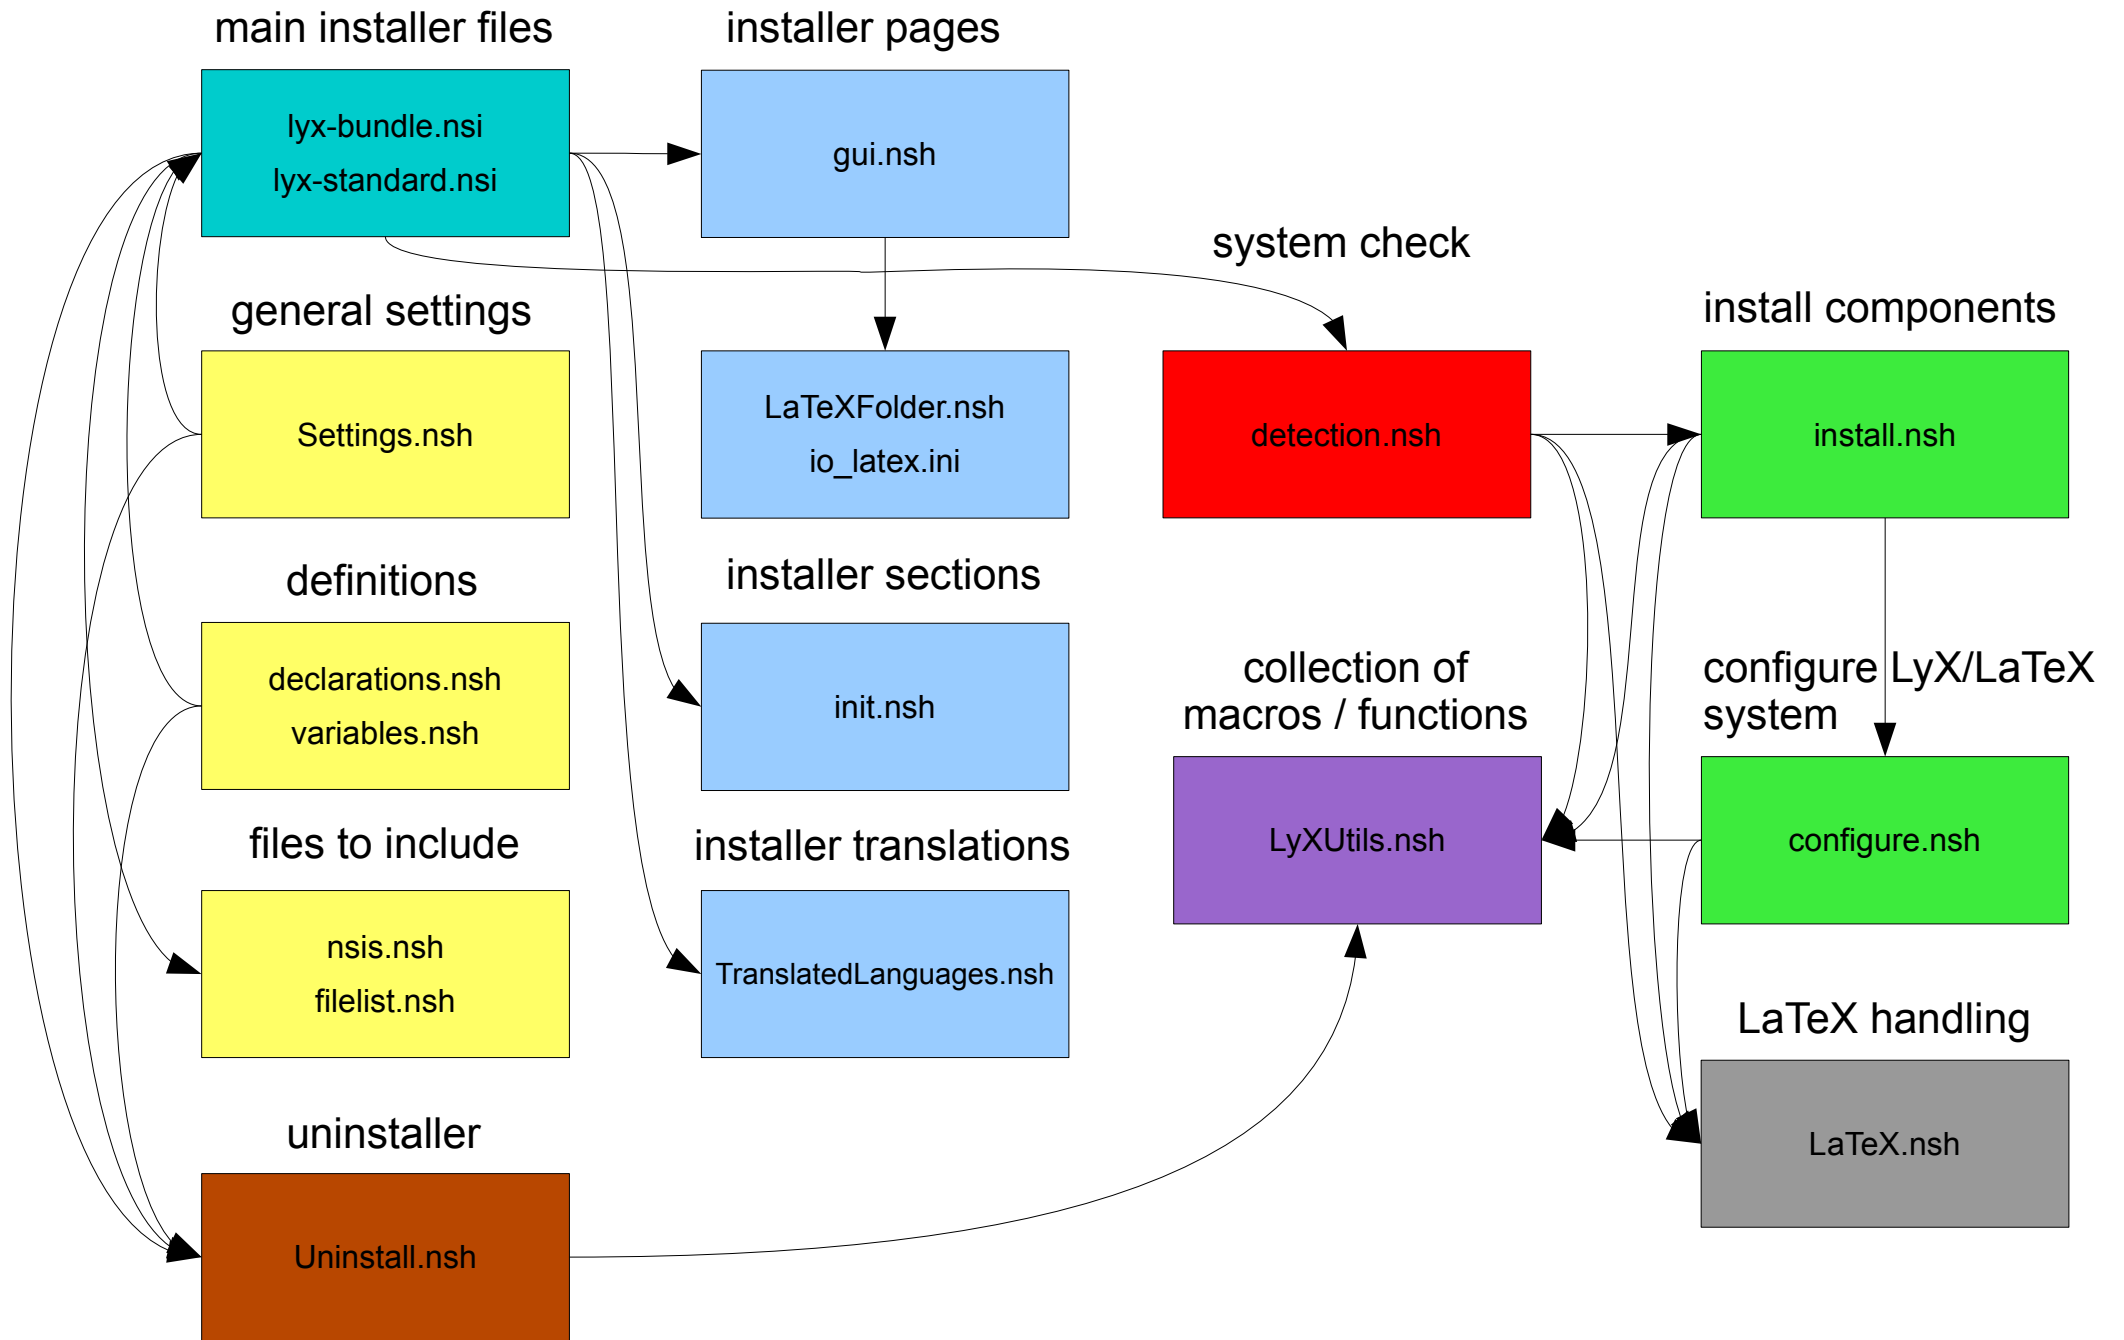 main installer files
lyx-bundle.nsi
lyx-standard.nsi
installer pages
gui.nsh
system check
general settings
Settings.nsh
LaTeXFolder.nsh
io_latex.ini
detection.nsh
install components
install.nsh
definitions
declarations.nsh
variables.nsh
installer sections
init.nsh
collection of
macros / functions
LyXUtils.nsh
configure LyX/LaTeX
system
configure.nsh
files to include
nsis.nsh
filelist.nsh
installer translations
TranslatedLanguages.nsh
LaTeX handling
LaTeX.nsh
uninstaller
Uninstall.nsh